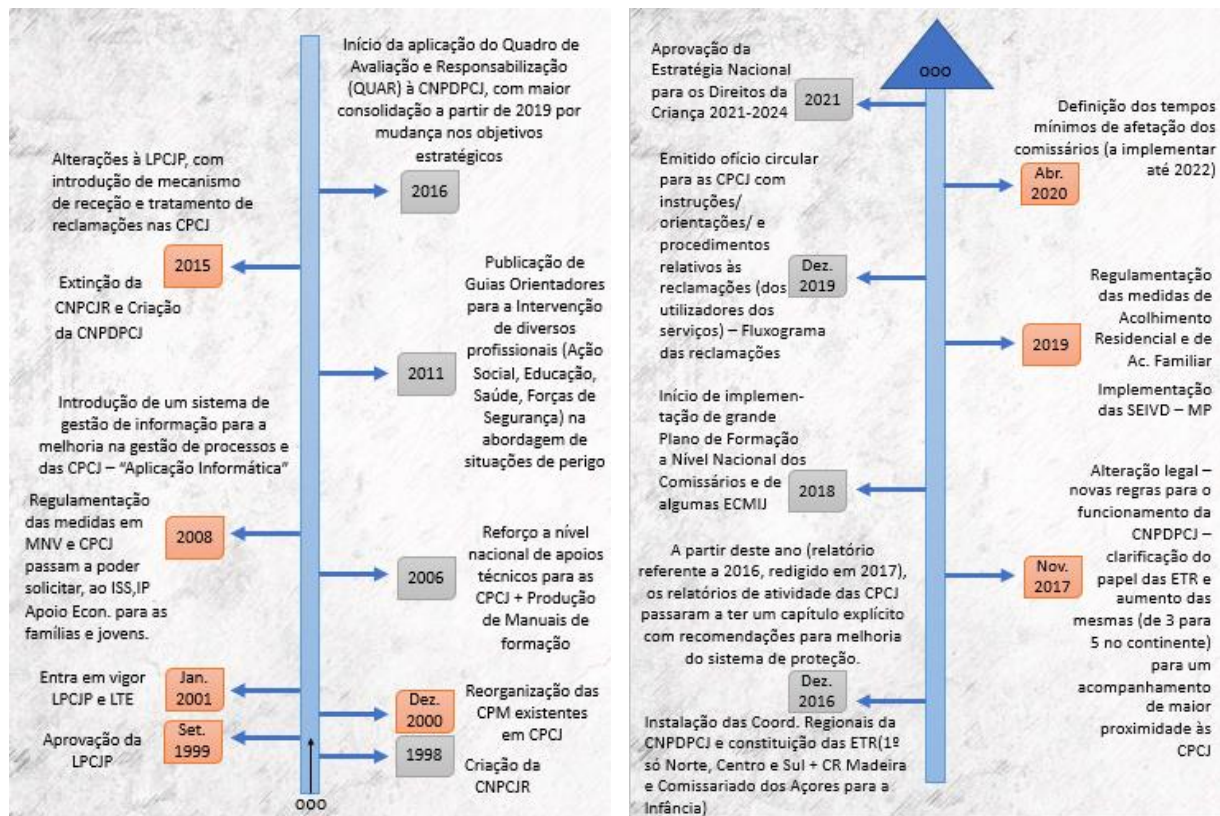 Início da aplicação do Quadro de
Avaliação e Responsabilização
(QUAR) à CNPDPCJ, com maior
consolidação a partir de 2019 por
mudança nos objetivos
estratégicos
2016
Alterações à LPCJP, com
introdução de mecanismo
de receção e tratamento de
reclamações nas CPCJ
2015
Extinção da
CNPCJR e Criação
da CNPDPCJ
Publicação de
Guias Orientadores
para a Intervenção
de diversos
profissionais (Ação
Social, Educação,
Saúde, Forças de
Segurança) na
abordagem de
situações de perigo
2011
Introdução de um sistema de
gestão de informação para a
melhoria na gestão de processos e
das CPCJ – “Aplicação Informática”
Regulamentação
das medidas em
MNV e CPCJ
passam a poder
solicitar, ao ISS,IP
Apoio Econ. para as
famílias e jovens.
2008
Reforço a nível
nacional de apoios
técnicos para as
CPCJ + Produção
de Manuais de
formação
2006
Entra em vigor
LPCJP e LTE
Jan.
2001
Dez.
2000
Reorganização das
CPM existentes
em CPCJ
Aprovação da
LPCJP
Set.
1999
1998
Criação da
CNPCJR
000
000
Aprovação da
Estratégia Nacional
para os Direitos da
Criança 2021-2024
2021
Definição dos tempos
mínimos de afetação dos
comissários (a implementar
até 2022)
Abr.
2020
Emitido ofício circular
para as CPCJ com
instruções/
orientações/ e
procedimentos
relativos às
reclamações (dos
utilizadores dos
serviços) – Fluxograma
das reclamações
Dez.
2019
Regulamentação
das medidas de
Acolhimento
Residencial e de
Ac. Familiar
2019
Implementação
das SEIVD – MP
Início de implemen-
tação de grande
Plano de Formação
a Nível Nacional dos
Comissários e de
algumas ECMIJ
2018
Alteração legal –
novas regras para o
funcionamento da
CNPDPCJ –
clarificação do
papel das ETR e
aumento das
mesmas (de 3 para
5 no continente)
para um
acompanhamento
de maior
proximidade às
CPCJ
Nov.
2017
A partir deste ano (relatório
referente a 2016, redigido em 2017),
os relatórios de atividade das CPCJ
passaram a ter um capítulo explícito
com recomendações para melhoria
do sistema de proteção.
Dez.
2016
Instalação das Coord. Regionais da
CNPDPCJ e constituição das ETR(1º
só Norte, Centro e Sul + CR Madeira
e Comissariado dos Açores para a
Infância)